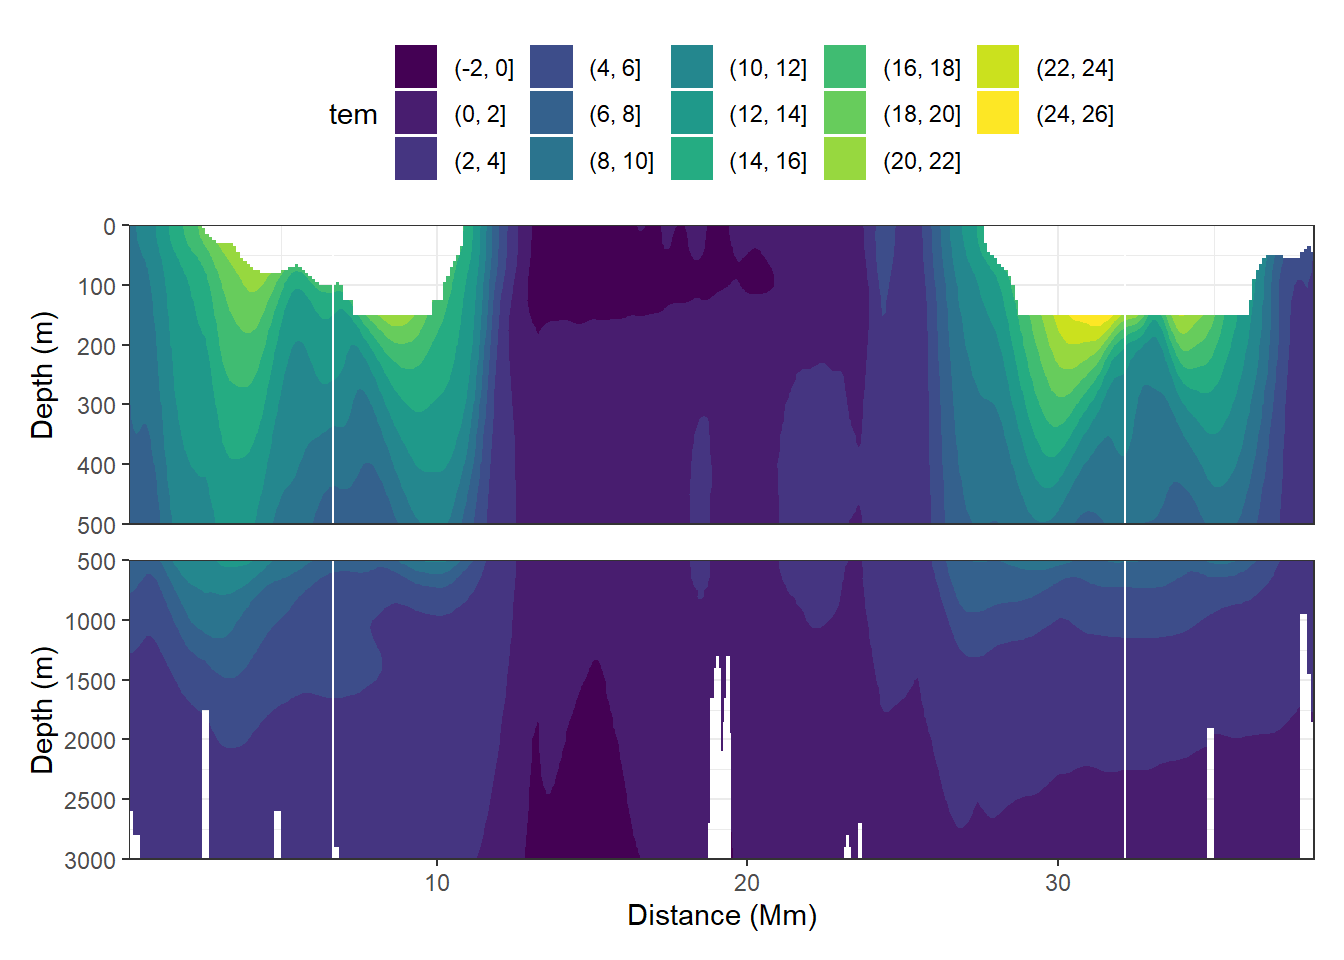 (-2, 0] (4, 6] (10, 12] (16, 18] (22, 24]
tem (0, 2] (6, 8] (12, 14] (18, 20] (24, 26]
(2, 4] (8, 10] (14, 16] (20, 22]
0
100
200
300
400
500
Depth (m)
500
1000
1500
2000
2500
3000
Depth (m)
10 20 30
Distance (Mm)